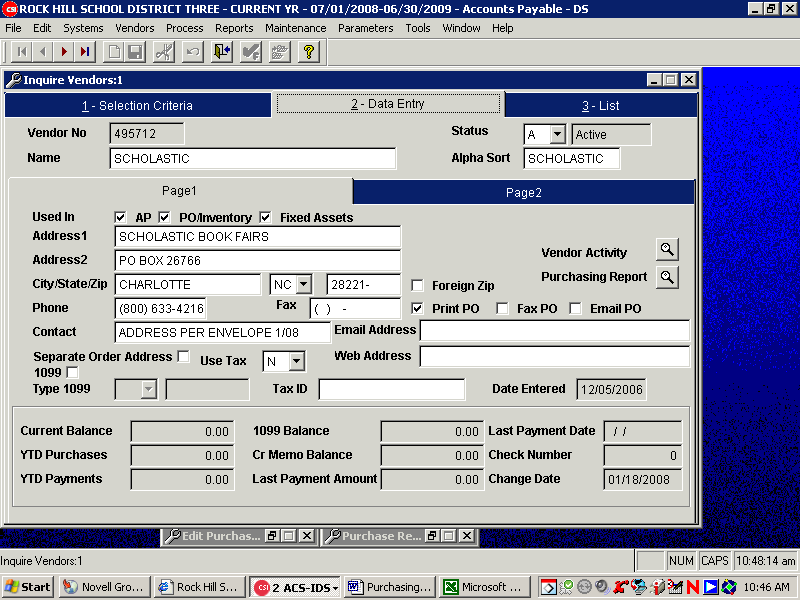 ROCK HILL SCHOOL DISTRICT THREE - CURRENT YR - 07/01/2008-06/30/2009 - Accounts Payable - DS
File Edit Systems Vendors Process Reports Maintenance Parameters Tools Window Help
Inquire Vendors:1
1 - Selection Criteria 2 - Data Entry 3 - List
Vendor No 495712 Status A Active
Name SCHOLASTIC Alpha Sort SCHOLASTIC
Page1 Page2
Used In AP PO/Inventory Fixed Assets
Address1 SCHOLASTIC BOOK FAIRS
Address2 PO BOX 26766 Vendor Activity
Purchasing Report
City/State/Zip CHARLOTTE NC 28221- Foreign Zip
Phone (800) 633-4216 Fax ( ) - Print PO Fax PO Email PO
Contact ADDRESS PER ENVELOPE 1/08 Email Address
Separate Order Address Use Tax N Web Address
1099
Type 1099 Tax ID Date Entered 12/05/2006
Current Balance 0.00 1099 Balance 0.00 Last Payment Date / /
YTD Purchases 0.00 Cr Memo Balance 0.00 Check Number 0
YTD Payments 0.00 Last Payment Amount 0.00 Change Date 01/18/2008
Edit Purchas... Purchase Re...
Inquire Vendors:1 NUM CAPS 10:48:14 am
Start Novell Gro... Rock Hill S... 2 ACS-IDS Purchasing... Microsoft ... 10:46 AM